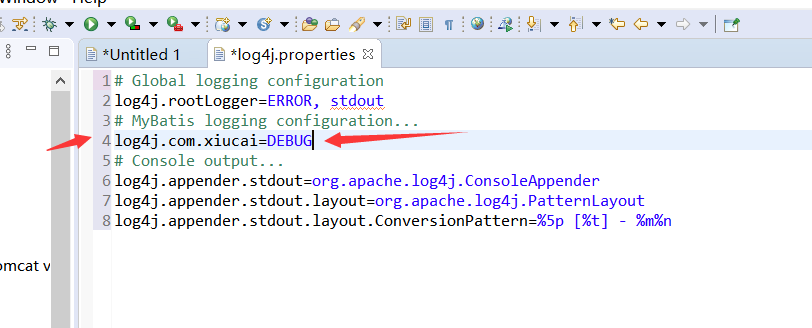 *Untitled 1
*log4j.properties
1# Global logging configuration
2 log4j.rootLogger=ERROR, stdout
3 # MyBatis logging configuration...
4 log4j.com.xiucai=DEBUG
5 # Console output...
6 log4j.appender.stdout=org.apache.log4j.ConsoleAppender
7 log4j.appender.stdout.layout=org.apache.log4j.PatternLayout
8 log4j.appender.stdout.layout.ConversionPattern=%5p [%t] - %m%n
omcat v